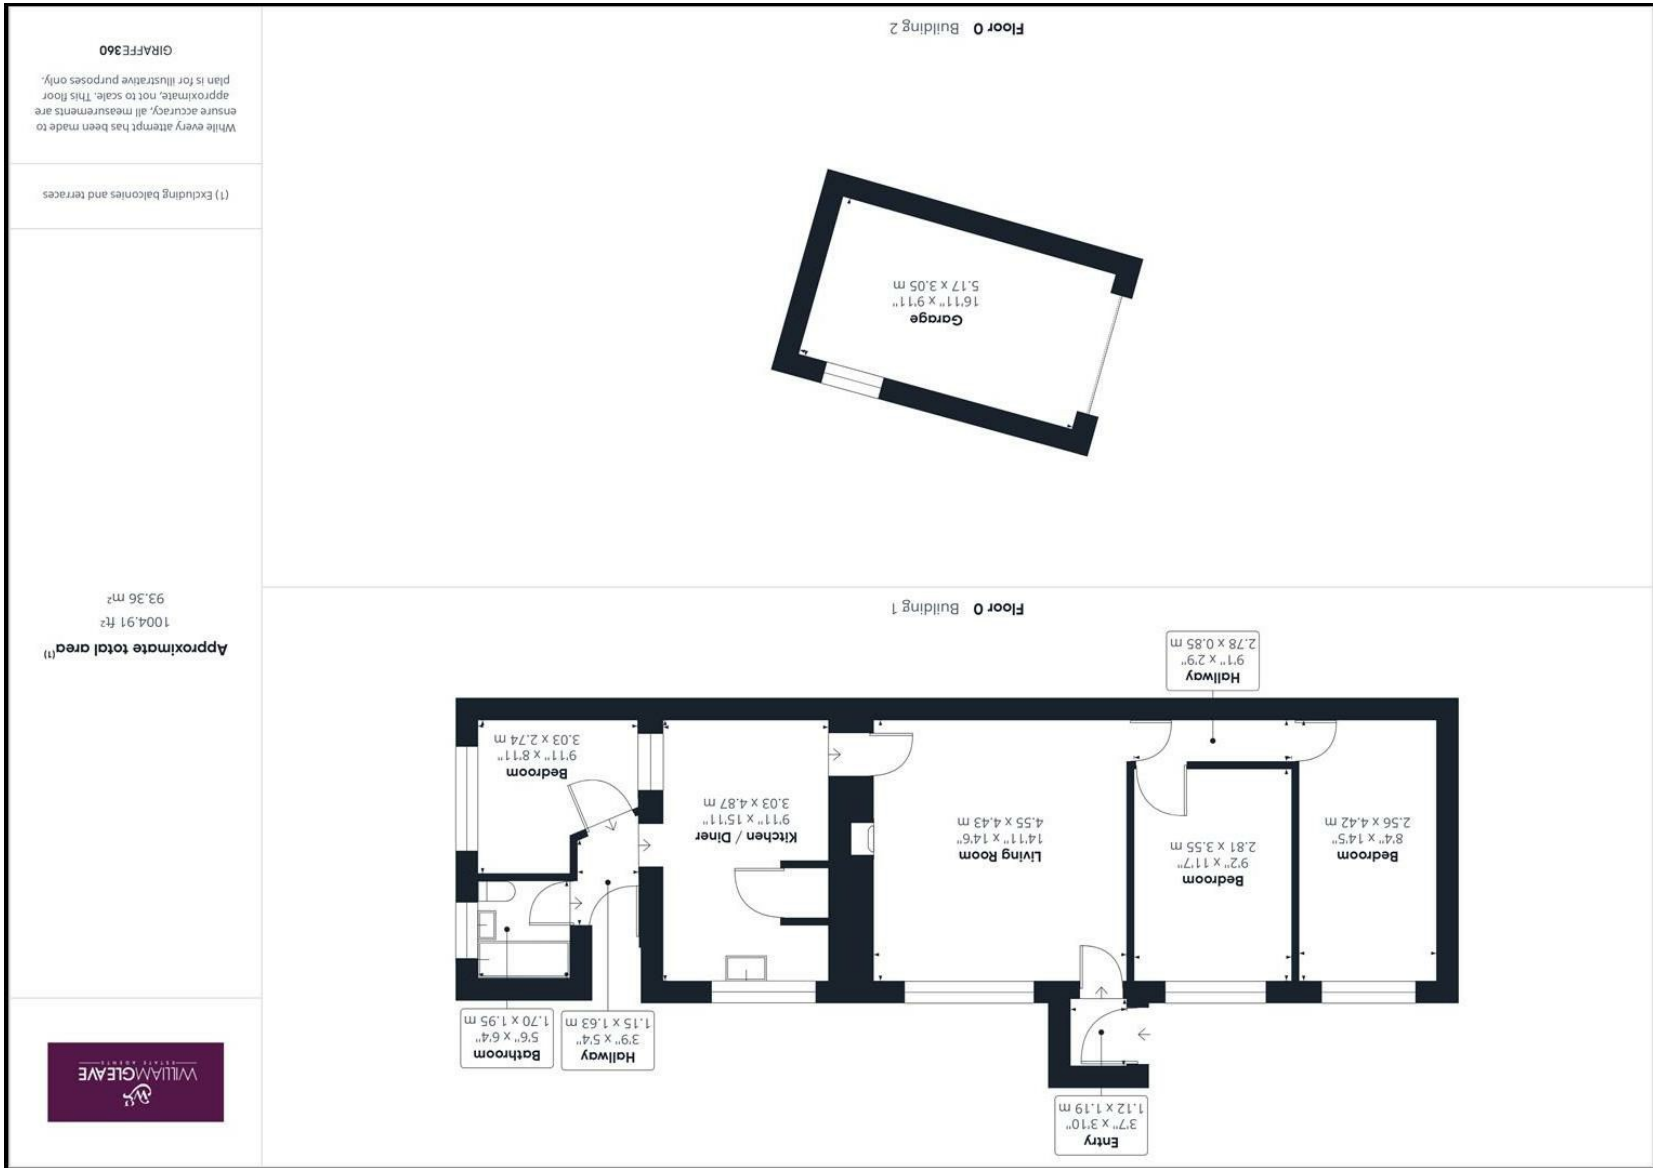 Entry
3'7" x 3'10"
1.12 x 1.19 m
Hallway
3'9" x 5'4"
1.15 x 1.63 m
Bathroom
5'6" x 6'4"
1.70 x 1.95 m
Bedroom
8'4" x 14'5"
2.56 x 4.42 m
Bedroom
9'2" x 11'7"
2.81 x 3.55 m
Living Room
14'11" x 14'6"
4.55 x 4.43 m
Kitchen / Diner
9'11" x 15'11"
3.03 x 4.87 m
Bedroom
9'11" x 8'11"
3.03 x 2.74 m
Hallway
9'1" x 2'9"
2.78 x 0.85 m
Floor 0 Building 1
Garage
16'11" x 9'11"
5.17 x 3.05 m
Floor 0 Building 2
WILLIAMGLEAVE
ESTATE AGENTS
Approximate total area(1)
1004.91 ft²
93.36 m²
(1) Excluding balconies and terraces
While every attempt has been made to
ensure accuracy, all measurements are
approximate, not to scale. This floor
plan is for illustrative purposes only.
GIRAFFE360